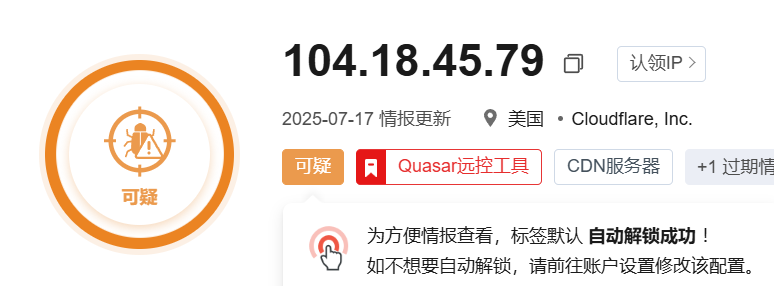 104.18.45.79
认领IP
2025-07-17 情报更新
美国
Cloudflare, Inc.
可疑
可疑
Quasar远控工具
CDN服务器
+1 过期情
为方便情报查看，标签默认 自动解锁成功 ！
如不想要自动解锁，请前往账户设置修改该配置。